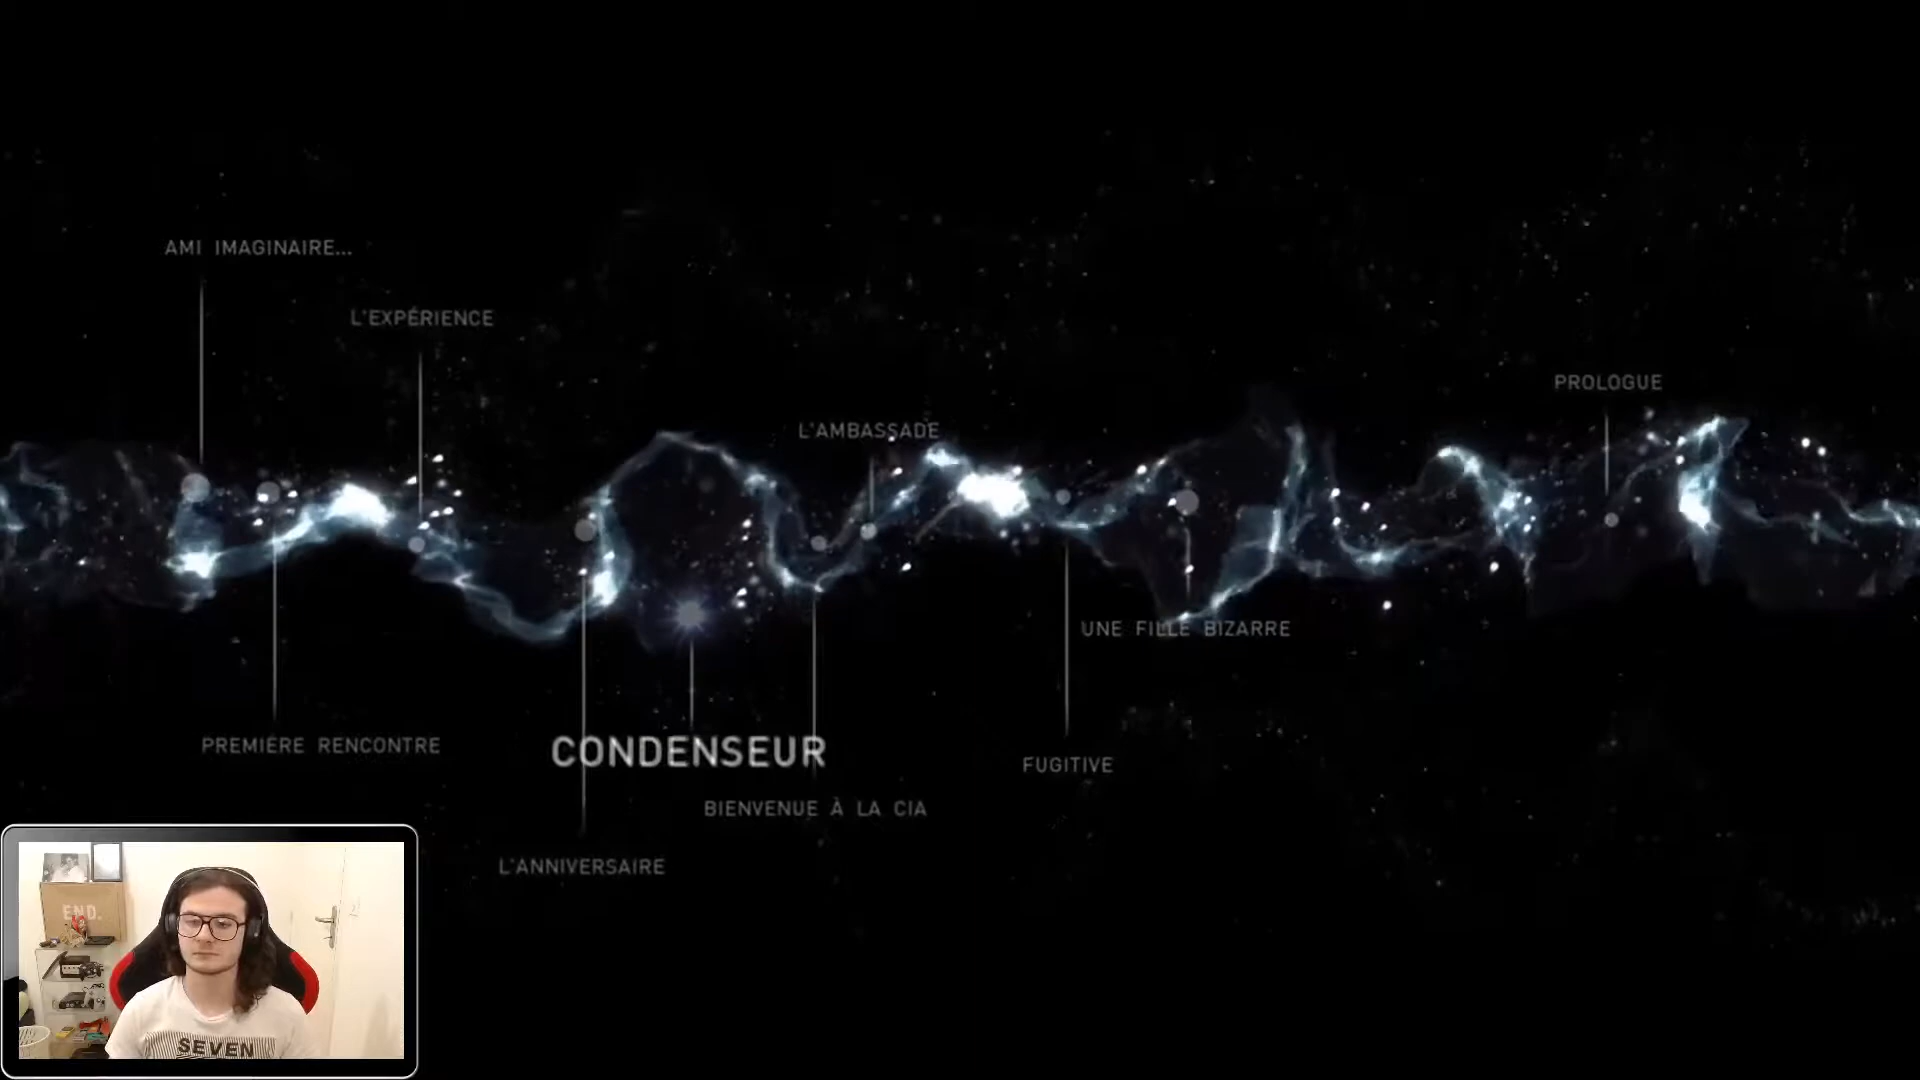 AMI IMAGINAIRE...
L'EXPÉRIENCE
PROLOGUE
L'AMBASSADE
UNE FILLE BIZARRE
PREMIÈRE RENCONTRE
CONDENSEUR
FUGITIVE
BIENVENUE À LA CIA
L'ANNIVERSAIRE
END.
SEVEN